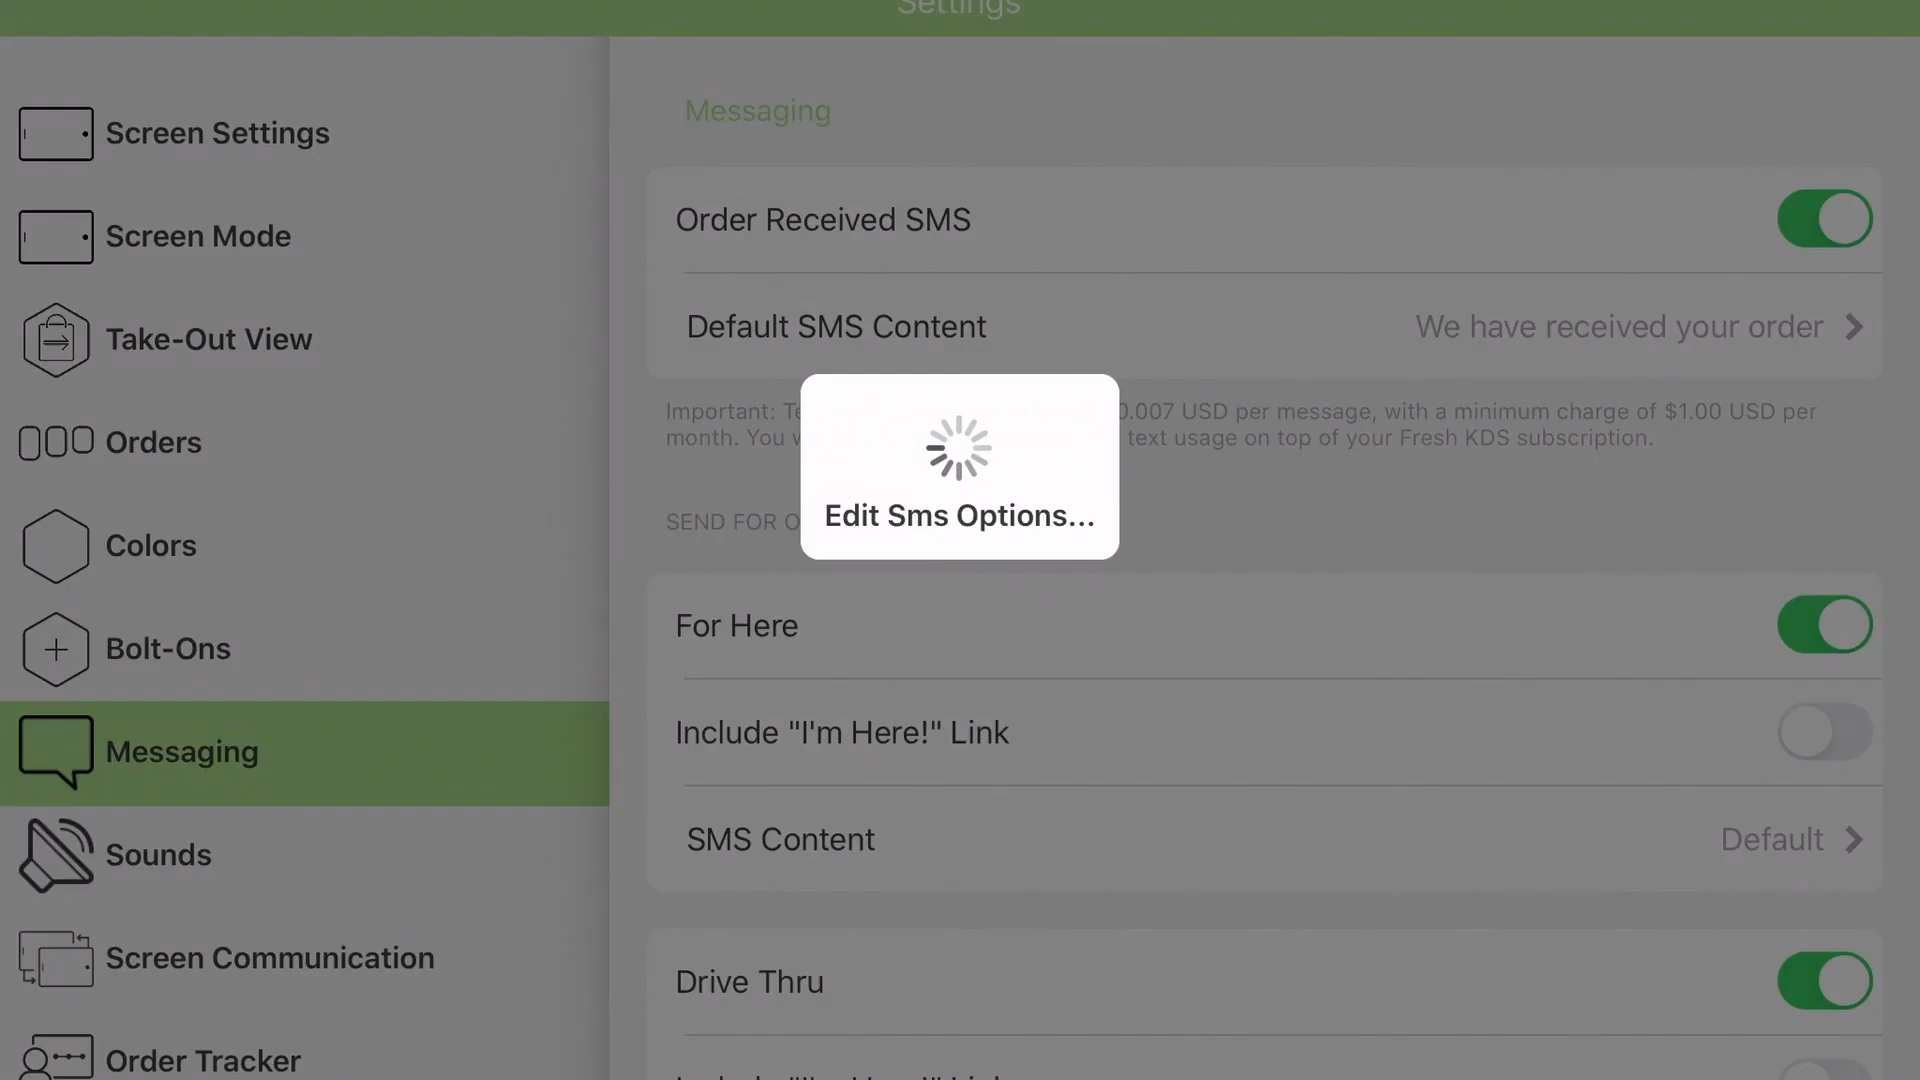 Settings
Screen Settings
Screen Mode
Take-Out View
Orders
Colors
Bolt-Ons
Messaging
Sounds
Screen Communication
Order Tracker
Messaging
Order Received SMS
Default SMS Content We have received your order
Important: 0.007 USD per message, with a minimum charge of $1.00 USD per
month. You text usage on top of your Fresh KDS subscription.
SEND FOR
Edit Sms Options...
For Here
Include "I'm Here!" Link
SMS Content Default
Drive Thru